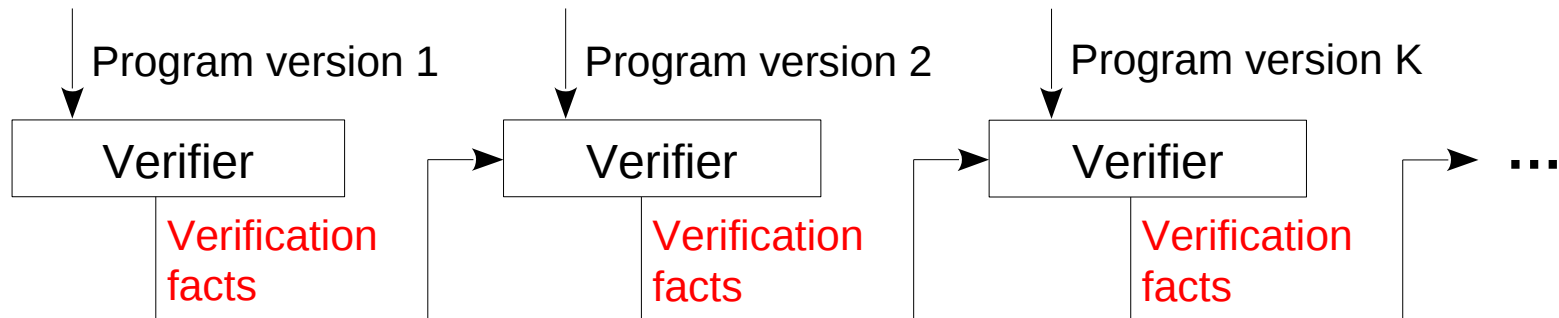 Program version 1
Program version 2
Program version K
Verifier
Verifier
Verifier
...
Verification
facts
Verification
facts
Verification
facts